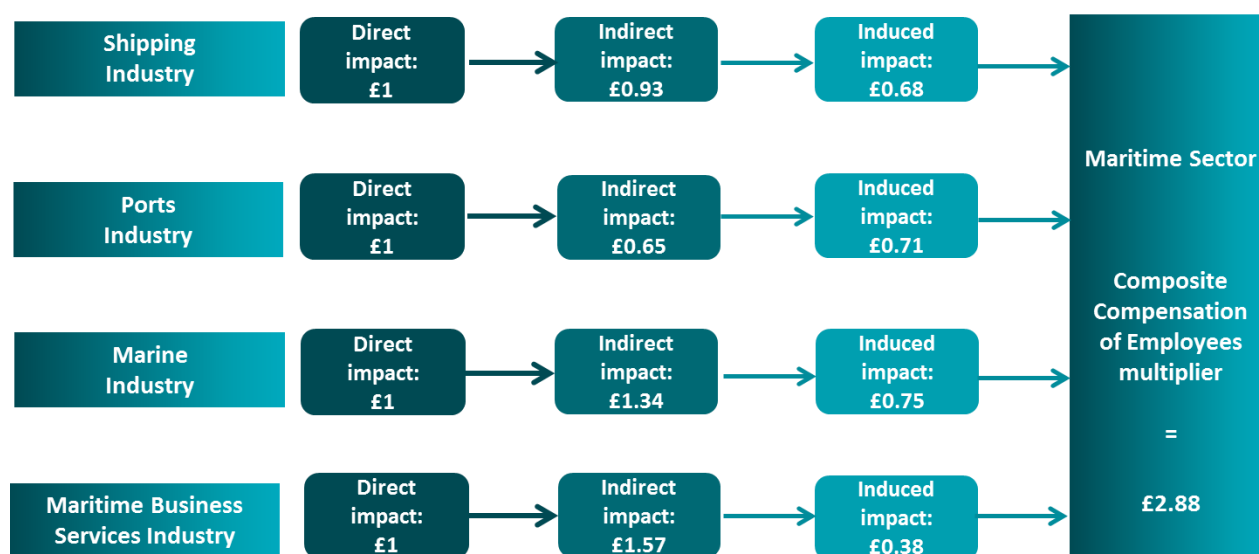 Shipping
Industry
Direct
impact:
£1
Indirect
impact:
£0.93
Induced
impact:
£0.68
Ports
Industry
Direct
impact:
£1
Indirect
impact:
£0.65
Induced
impact:
£0.71
Marine
Industry
Direct
impact:
£1
Indirect
impact:
£1.34
Induced
impact:
£0.75
Maritime Business
Services Industry
Direct
impact:
£1
Indirect
impact:
£1.57
Induced
impact:
£0.38
Maritime Sector
Composite
Compensation
of Employees
multiplier
=
£2.88